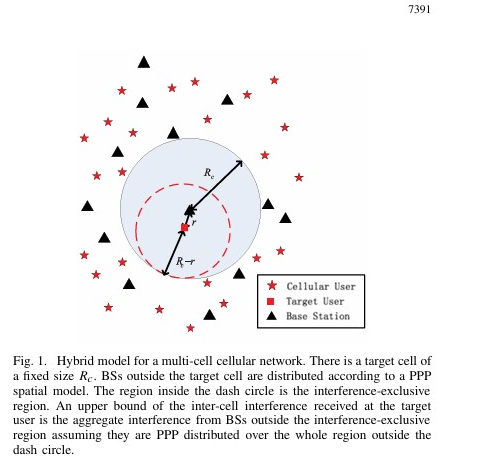 7391
R_c
r
R_c-r
Cellular User
Target User
Base Station
Fig. 1. Hybrid model for a multi-cell cellular network. There is a target cell of
a fixed size R_c. BSs outside the target cell are distributed according to a PPP
spatial model. The region inside the dash circle is the interference-exclusive
region. An upper bound of the inter-cell interference received at the target
user is the aggregate interference from BSs outside the interference-exclusive
region assuming they are PPP distributed over the whole region outside the
dash circle.